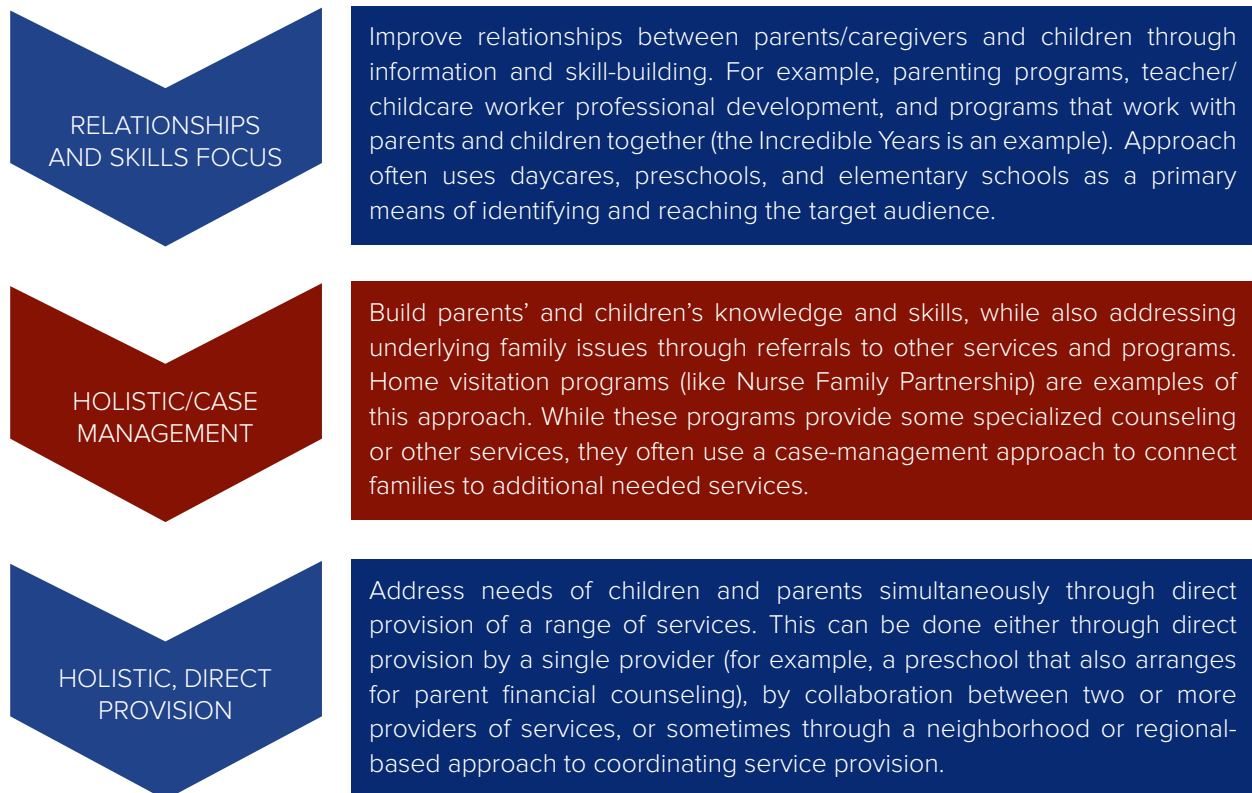 RELATIONSHIPS
AND SKILLS FOCUS
Improve relationships between parents/caregivers and children through
information and skill-building. For example, parenting programs, teacher/
childcare worker professional development, and programs that work with
parents and children together (the Incredible Years is an example). Approach
often uses daycares, preschools, and elementary schools as a primary
means of identifying and reaching the target audience.
HOLISTIC/CASE
MANAGEMENT
Build parents’ and children’s knowledge and skills, while also addressing
underlying family issues through referrals to other services and programs.
Home visitation programs (like Nurse Family Partnership) are examples of
this approach. While these programs provide some specialized counseling
or other services, they often use a case-management approach to connect
families to additional needed services.
HOLISTIC, DIRECT
PROVISION
Address needs of children and parents simultaneously through direct
provision of a range of services. This can be done either through direct
provision by a single provider (for example, a preschool that also arranges
for parent financial counseling), by collaboration between two or more
providers of services, or sometimes through a neighborhood or regional-
based approach to coordinating service provision.